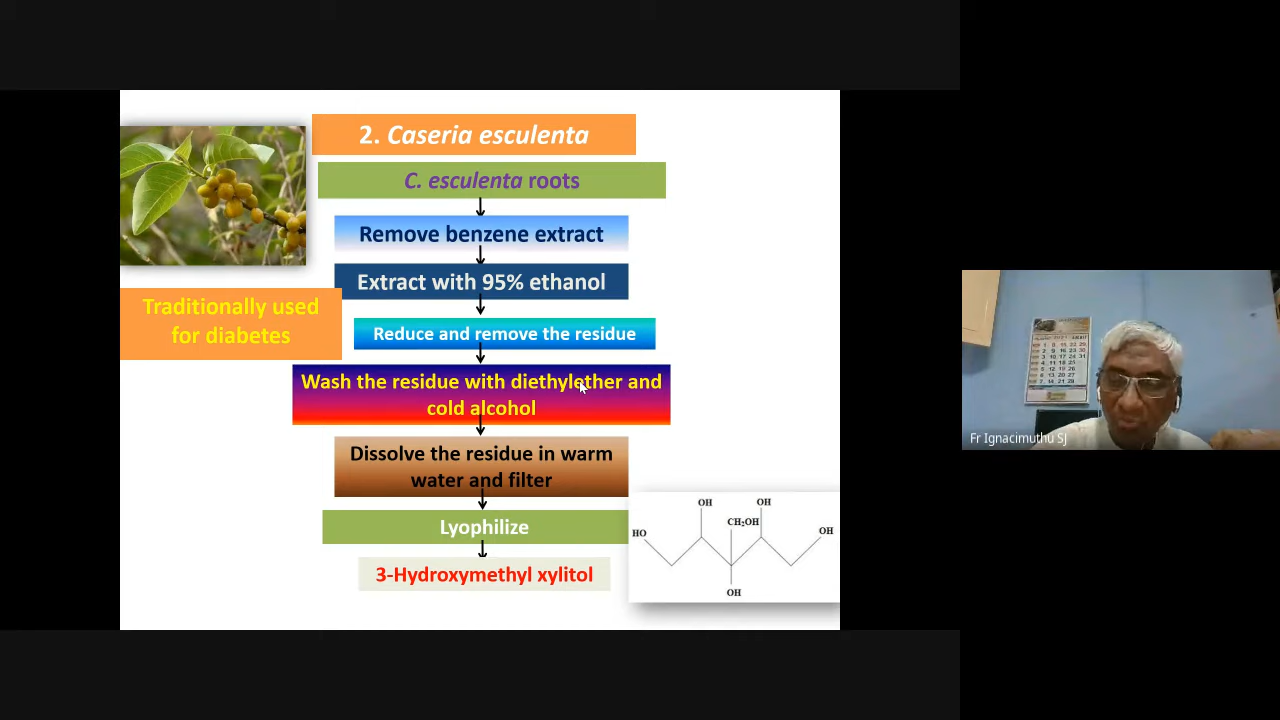 2. Caseria esculenta
C. esculenta roots
Remove benzene extract
Extract with 95% ethanol
Traditionally used
for diabetes
Reduce and remove the residue
Wash the residue with diethylether and
cold alcohol
Dissolve the residue in warm
water and filter
Lyophilize
3-Hydroxymethyl xylitol
OH OH
CH₂OH
HO OH
OH
Fr Ignacimuthu SJ